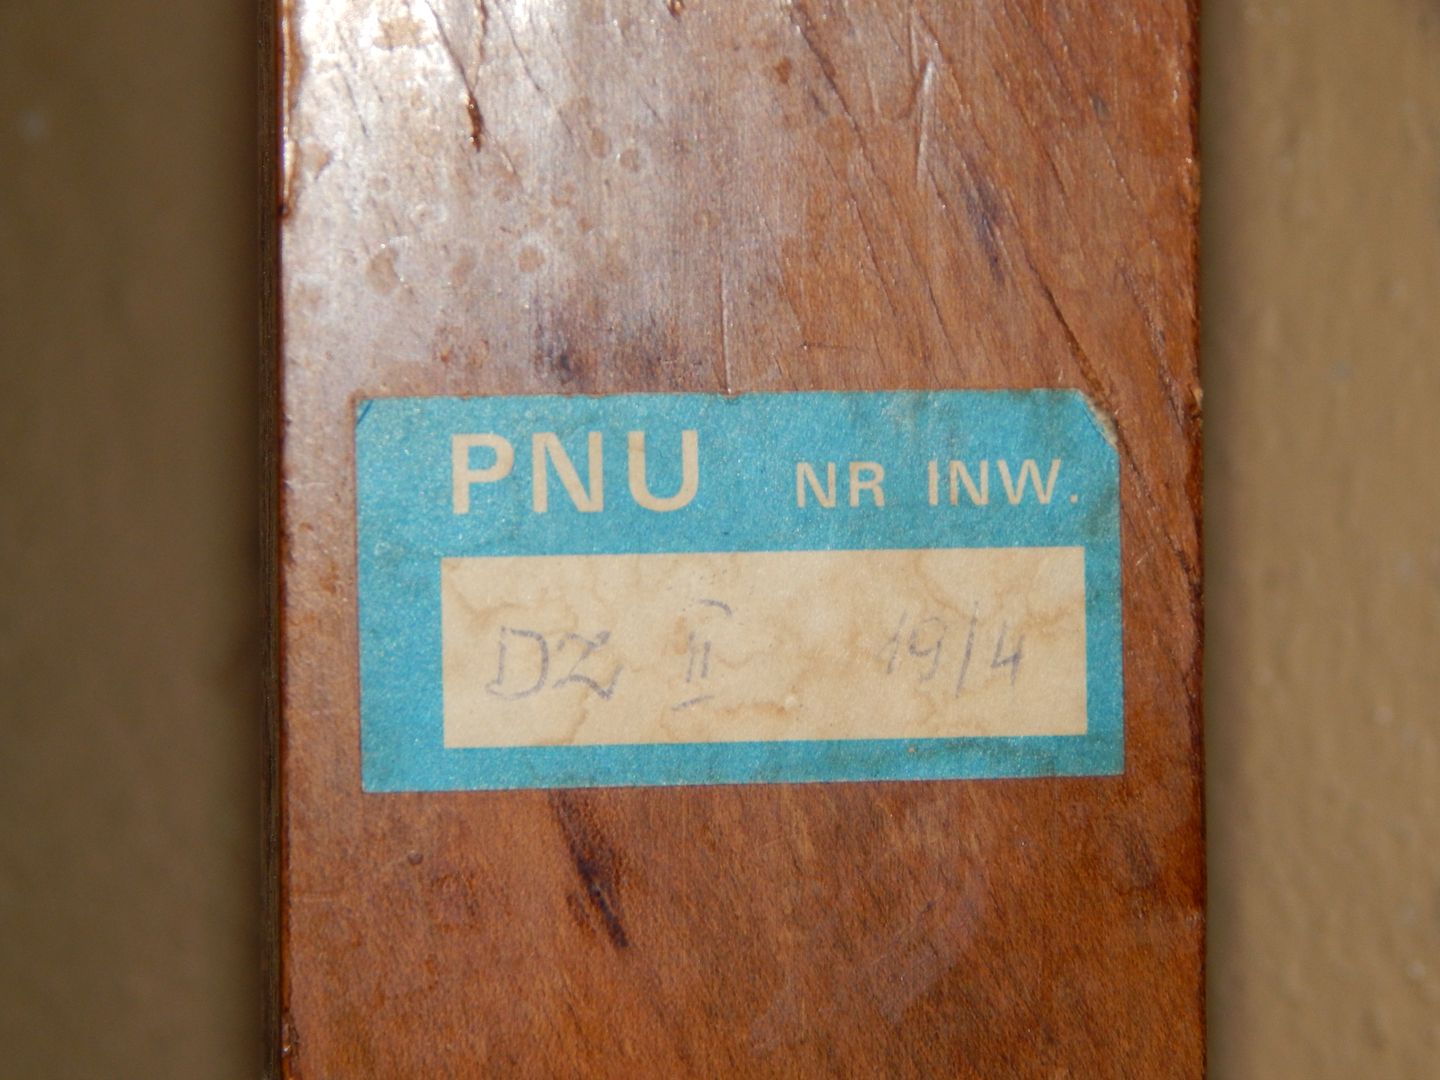 PNU NR INW.
DZ II 19/4